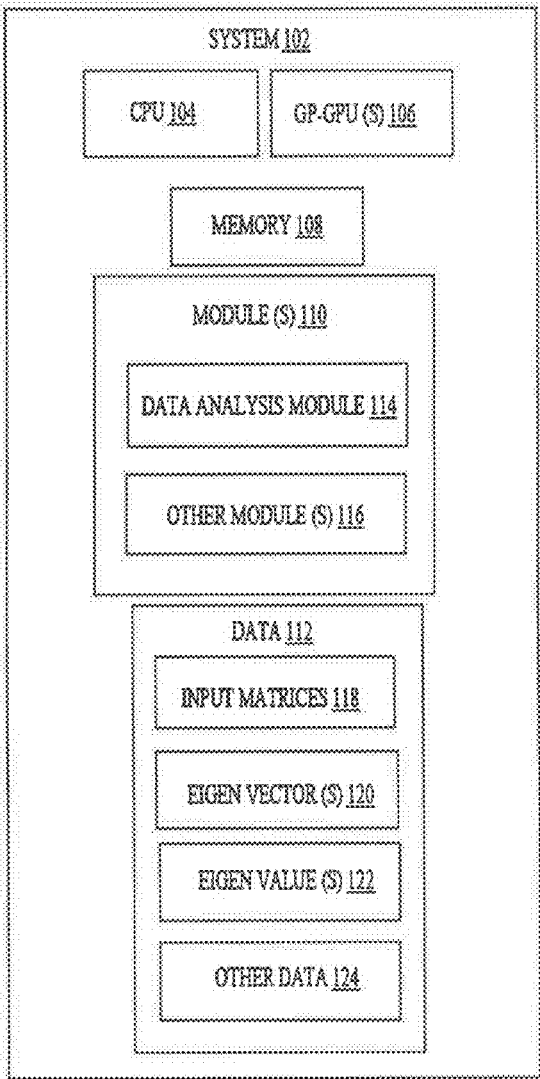 SYSTEM 102
CPU 104
GP-GPU (S) 106
MEMORY 108
MODULE (S) 110
DATA ANALYSIS MODULE 114
OTHER MODULE (S) 116
DATA 112
INPUT MATRICES 118
EIGEN VECTOR (S) 120
EIGEN VALUE (S) 122
OTHER DATA 124